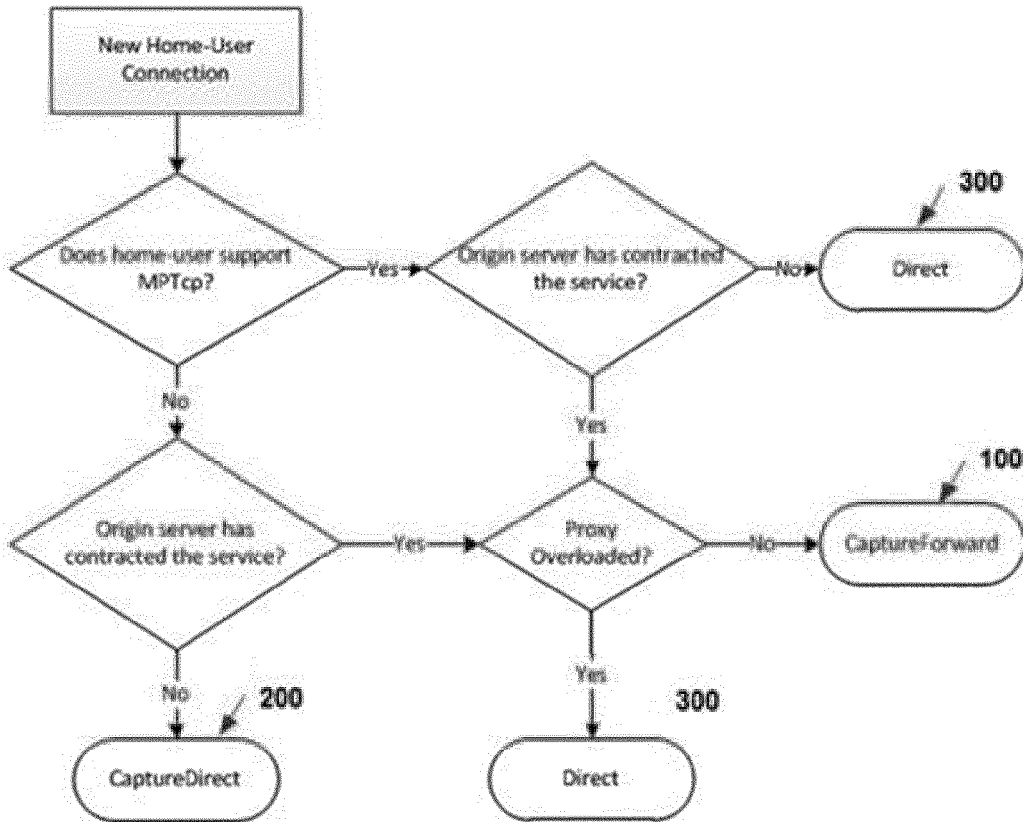 New Home-User
Connection
Does home-user support
MPTcp?
Yes
Origin server has contracted
the service?
No
300
Direct
No
Yes
Origin server has
contracted the service?
Yes
Proxy
Overloaded?
No
100
CaptureForward
No
200
CaptureDirect
Yes
300
Direct